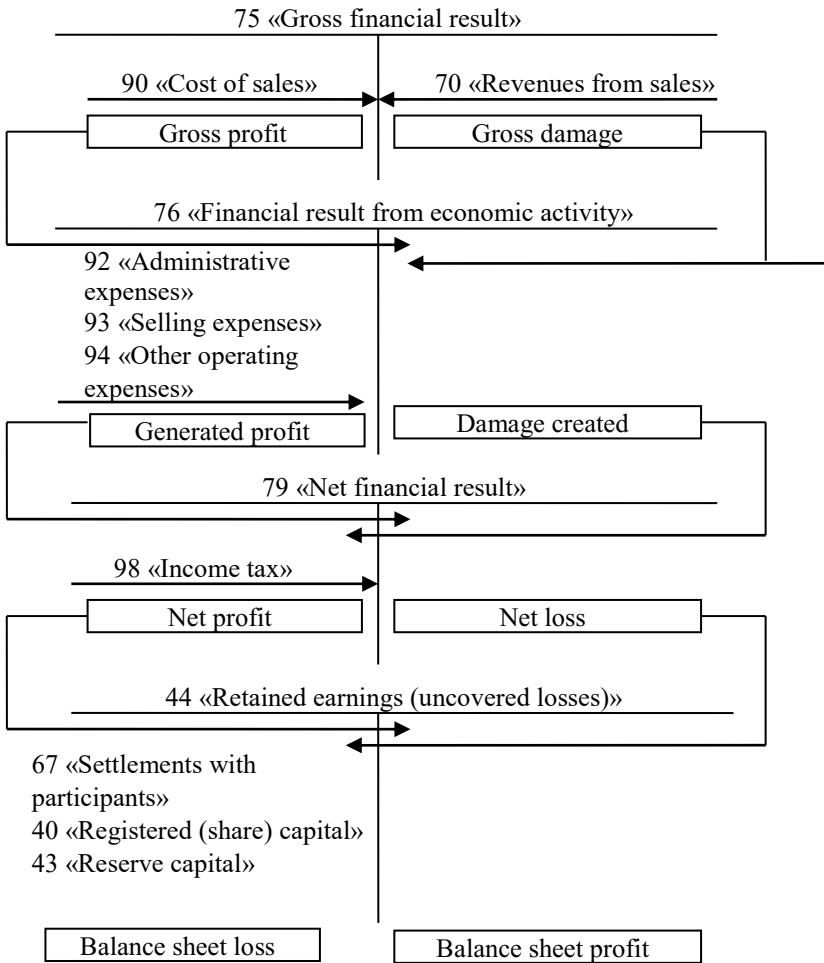 75 «Gross financial result»
90 «Cost of sales»
70 «Revenues from sales»
Gross profit
Gross damage
76 «Financial result from economic activity»
92 «Administrative
expenses»
93 «Selling expenses»
94 «Other operating
expenses»
Generated profit
Damage created
79 «Net financial result»
98 «Income tax»
Net profit
Net loss
44 «Retained earnings (uncovered losses)»
67 «Settlements with
participants»
40 «Registered (share) capital»
43 «Reserve capital»
Balance sheet loss
Balance sheet profit